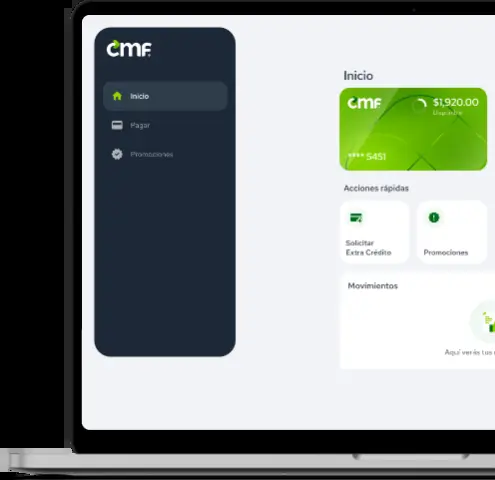 cmf
Inicio
Pagar
Promociones
Inicio
cmf
$1,920.00
Disponible
**** 5451
Acciones rápidas
Solicitar
Extra Crédito
Promociones
Movimientos
Aquí verás tus